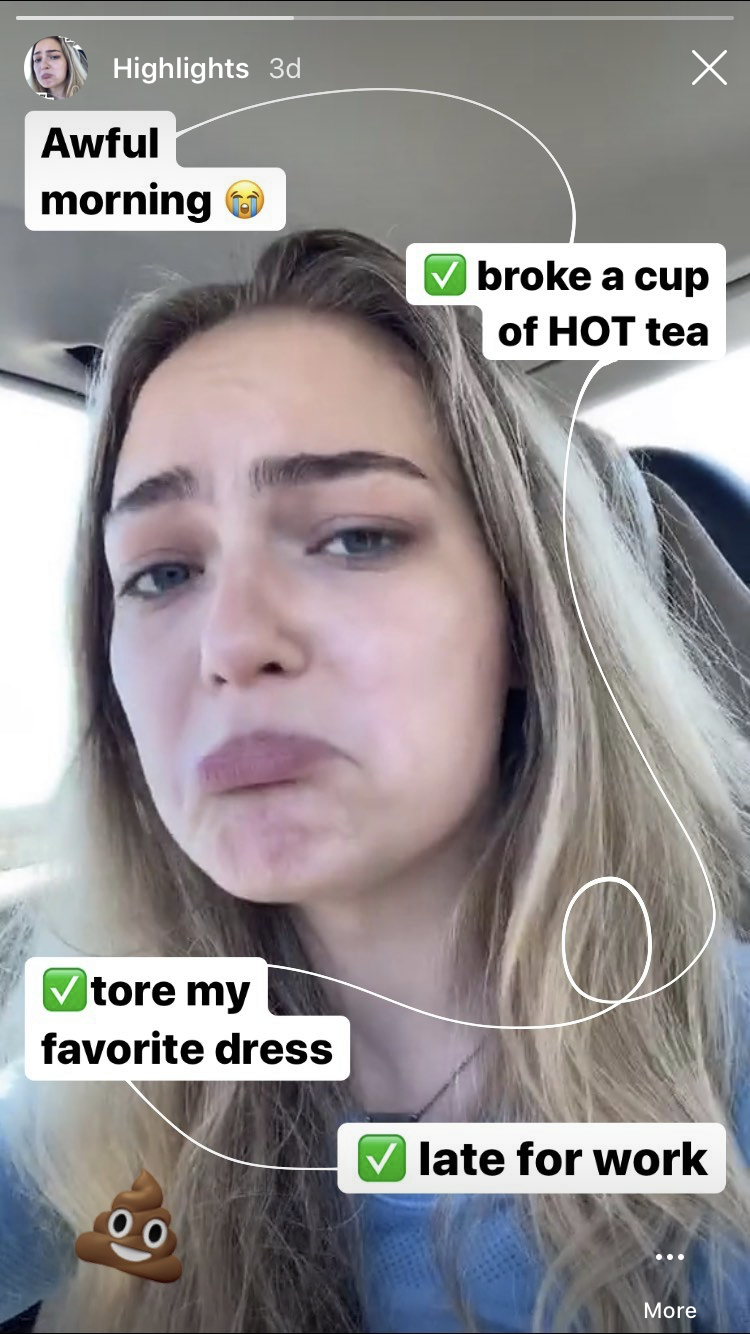 Highlights 3d
Awful
morning 😭
✅ broke a cup
of HOT tea
✅tore my
favorite dress
✅ late for work
More